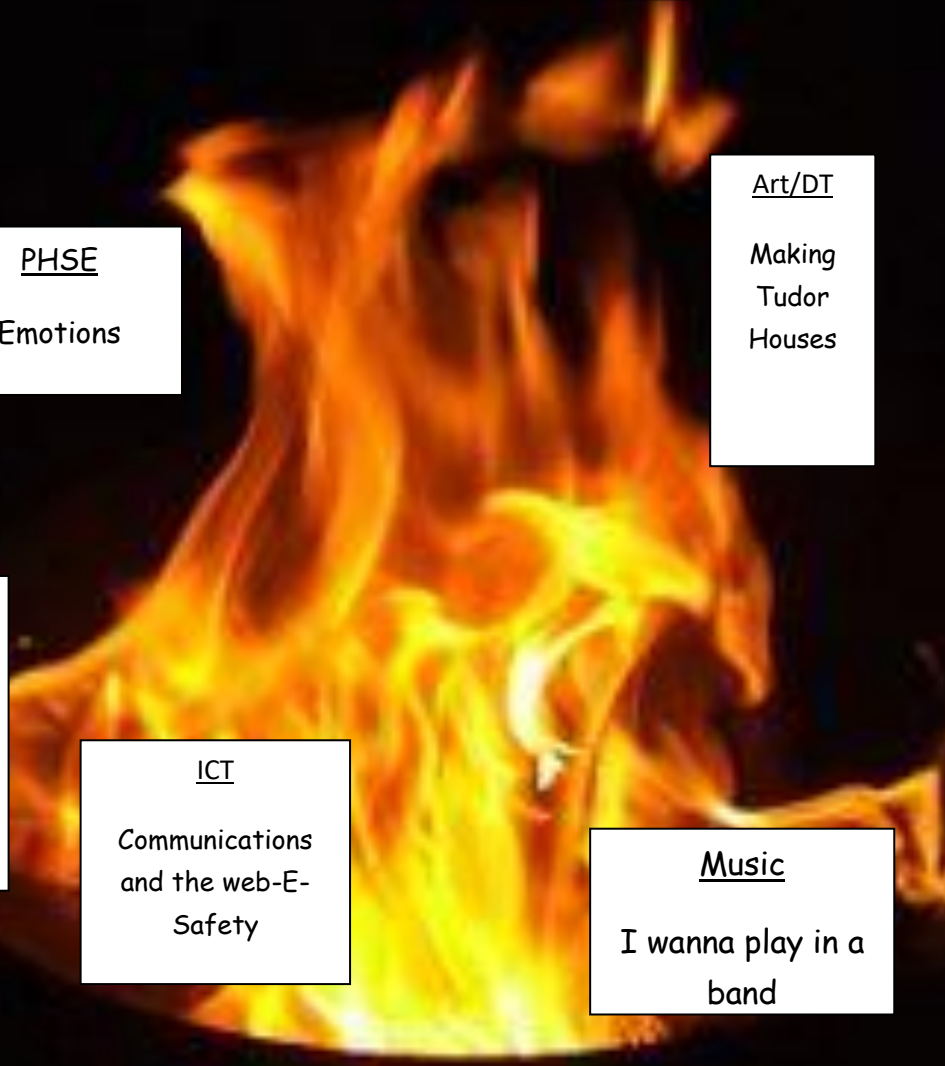 Art/DT
Making
Tudor
Houses
PHSE
Emotions
ICT
Communications
and the web-E-
Safety
Music
I wanna play in a
band